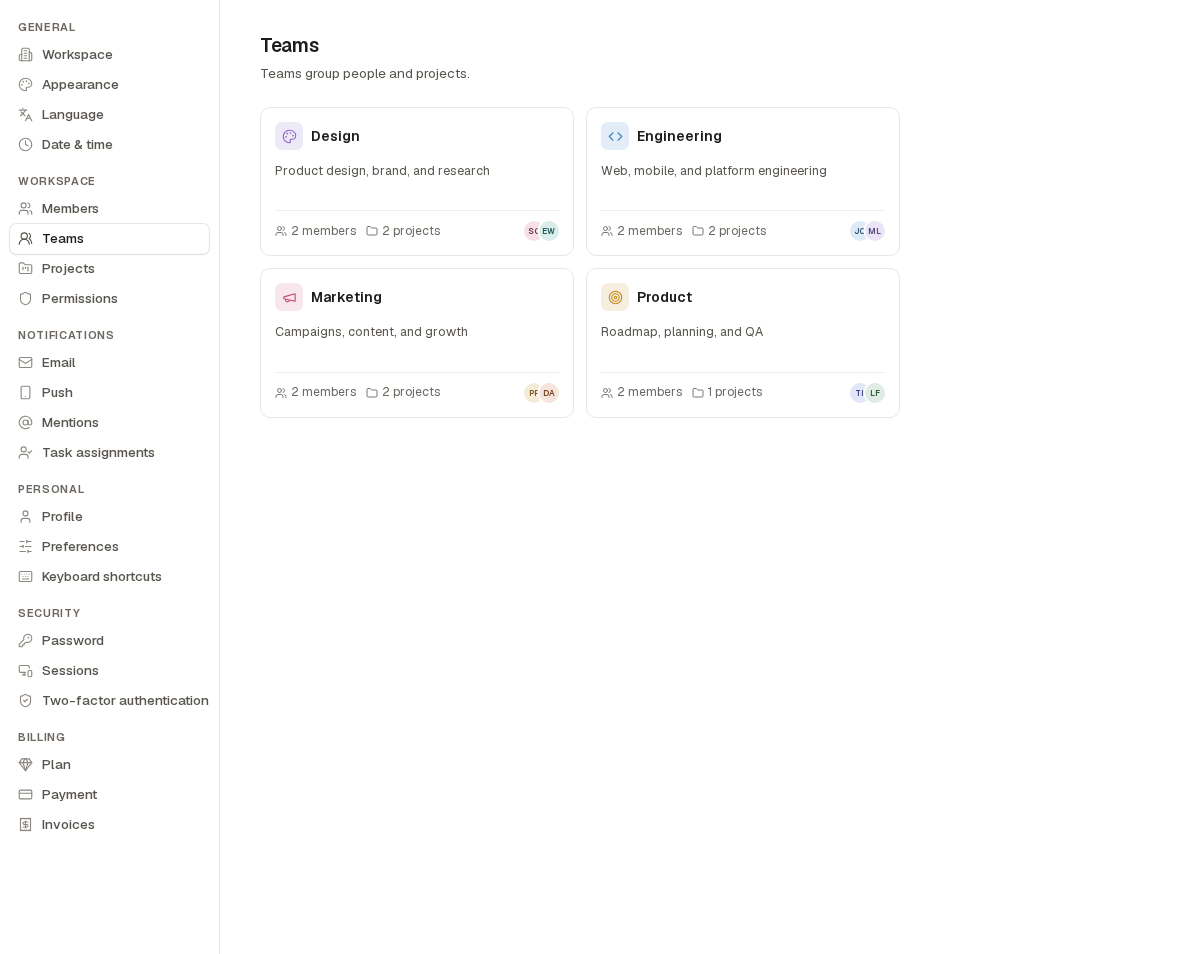 GENERAL
Workspace
Appearance
Language
Date & time
WORKSPACE
Members
Teams
Projects
Permissions
NOTIFICATIONS
Email
Push
Mentions
Task assignments
PERSONAL
Profile
Preferences
Keyboard shortcuts
SECURITY
Password
Sessions
Two-factor authentication
BILLING
Plan
Payment
Invoices
Teams
Teams group people and projects.
Design
Product design, brand, and research
2 members 2 projects EW
Engineering
Web, mobile, and platform engineering
2 members 2 projects ML
Marketing
Campaigns, content, and growth
2 members 2 projects DA
Product
Roadmap, planning, and QA
2 members 1 projects LF